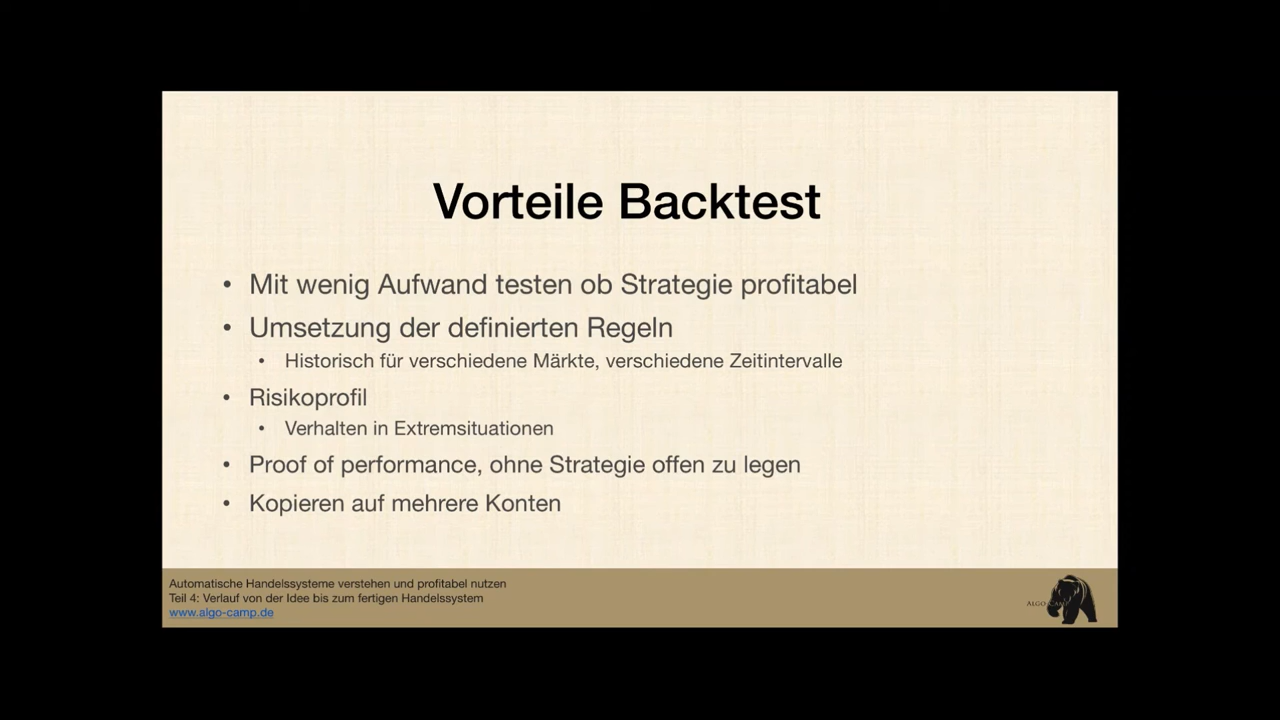 Vorteile Backtest
• Mit wenig Aufwand testen ob Strategie profitabel
• Umsetzung der definierten Regeln
• Historisch für verschiedene Märkte, verschiedene Zeitintervalle
• Risikoprofil
• Verhalten in Extremsituationen
• Proof of performance, ohne Strategie offen zu legen
• Kopieren auf mehrere Konten
Automatische Handelssysteme verstehen und profitabel nutzen
Teil 4: Verlauf von der Idee bis zum fertigen Handelssystem
www.algo-camp.de
ALGO-CAMP